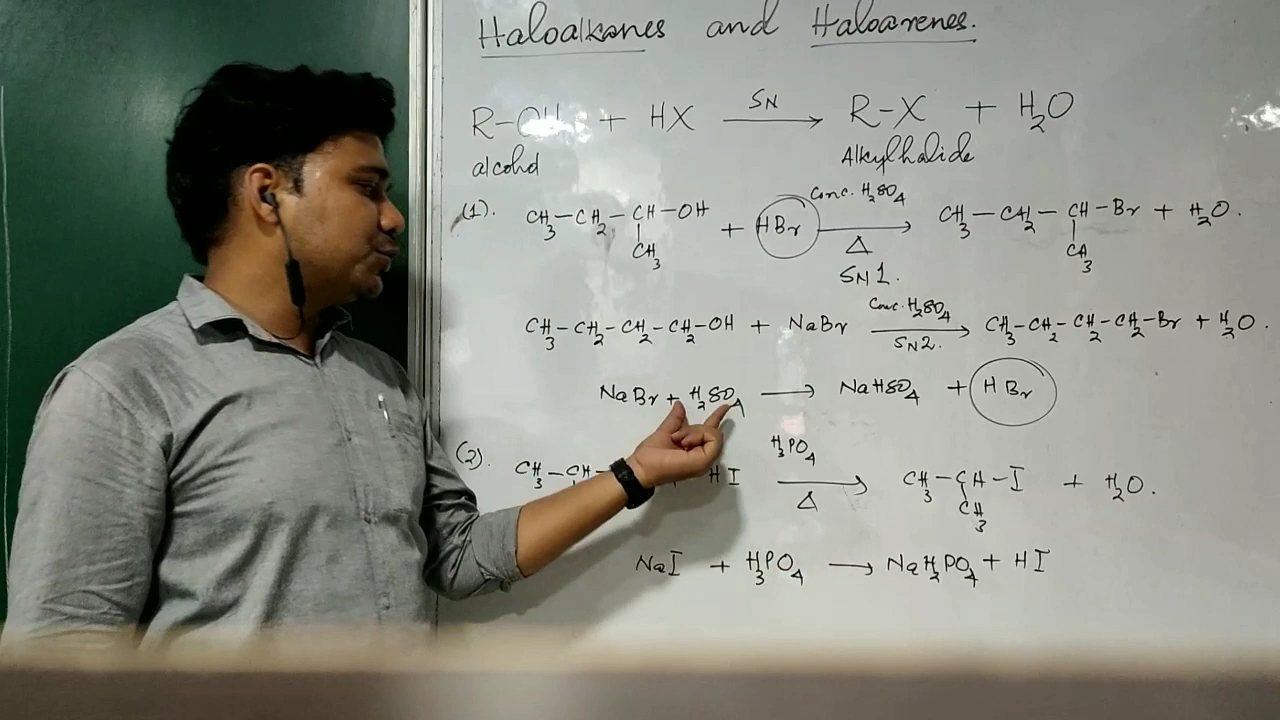 Haloalkanes and Haloarenes.
R-OH + HX SN → R-X + H₂O
alcohol Alkylhalide
(1). CH₃-CH₂-CH-OH + HBr Conc. H₂SO₄ → CH₃-CH₂-CH-Br + H₂O.
CH₃ Δ CH₃
SN1.
CH₃-CH₂-CH₂-CH₂-OH + NaBr Conc. H₂SO₄ → SN2. CH₃-CH₂-CH₂-CH₂-Br + H₂O.
NaBr + H₂SO₄ → NaHSO₄ + HBr
(2). CH₃-CH HI H₃PO₄ → Δ CH₃-CH-I + H₂O.
CH₃
NaI + H₃PO₄ → NaH₂PO₄ + HI